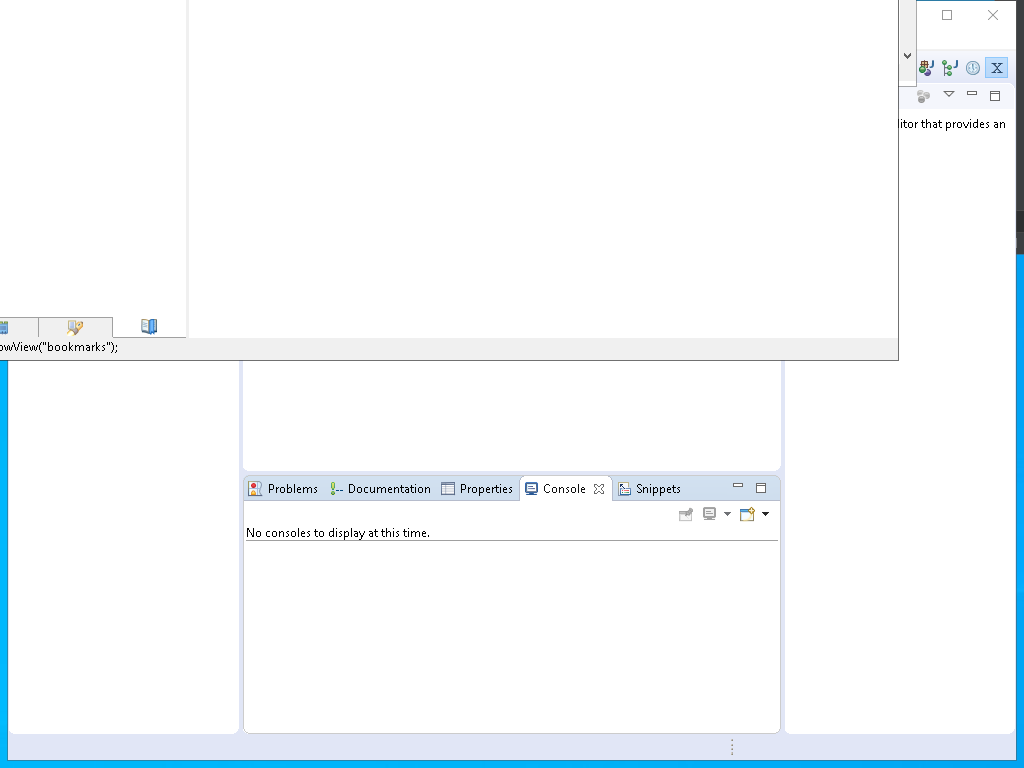 itor that provides an
owView("bookmarks");
Problems Documentation Properties Console Snippets
No consoles to display at this time.